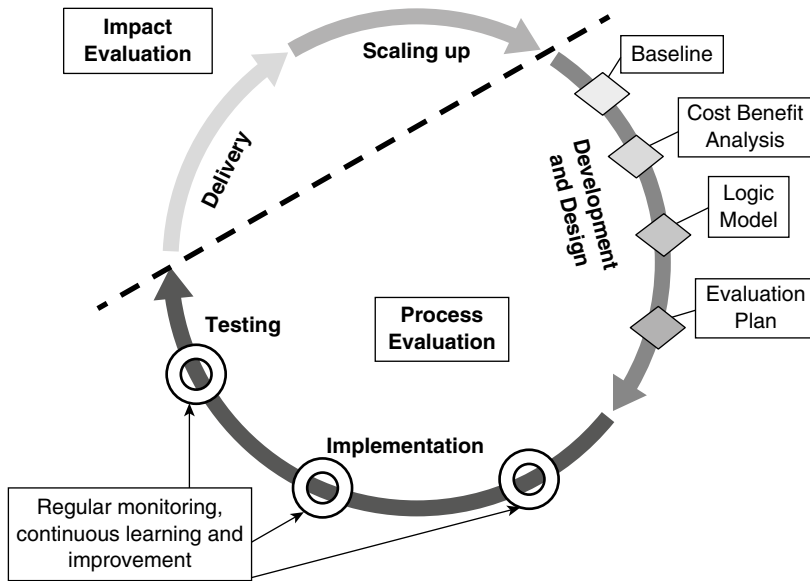 Impact
Evaluation
Scaling up
Baseline
Cost Benefit
Analysis
Delivery
Development
and Design
Logic
Model
Evaluation
Plan
Process
Evaluation
Testing
Implementation
Regular monitoring,
continuous learning and
improvement